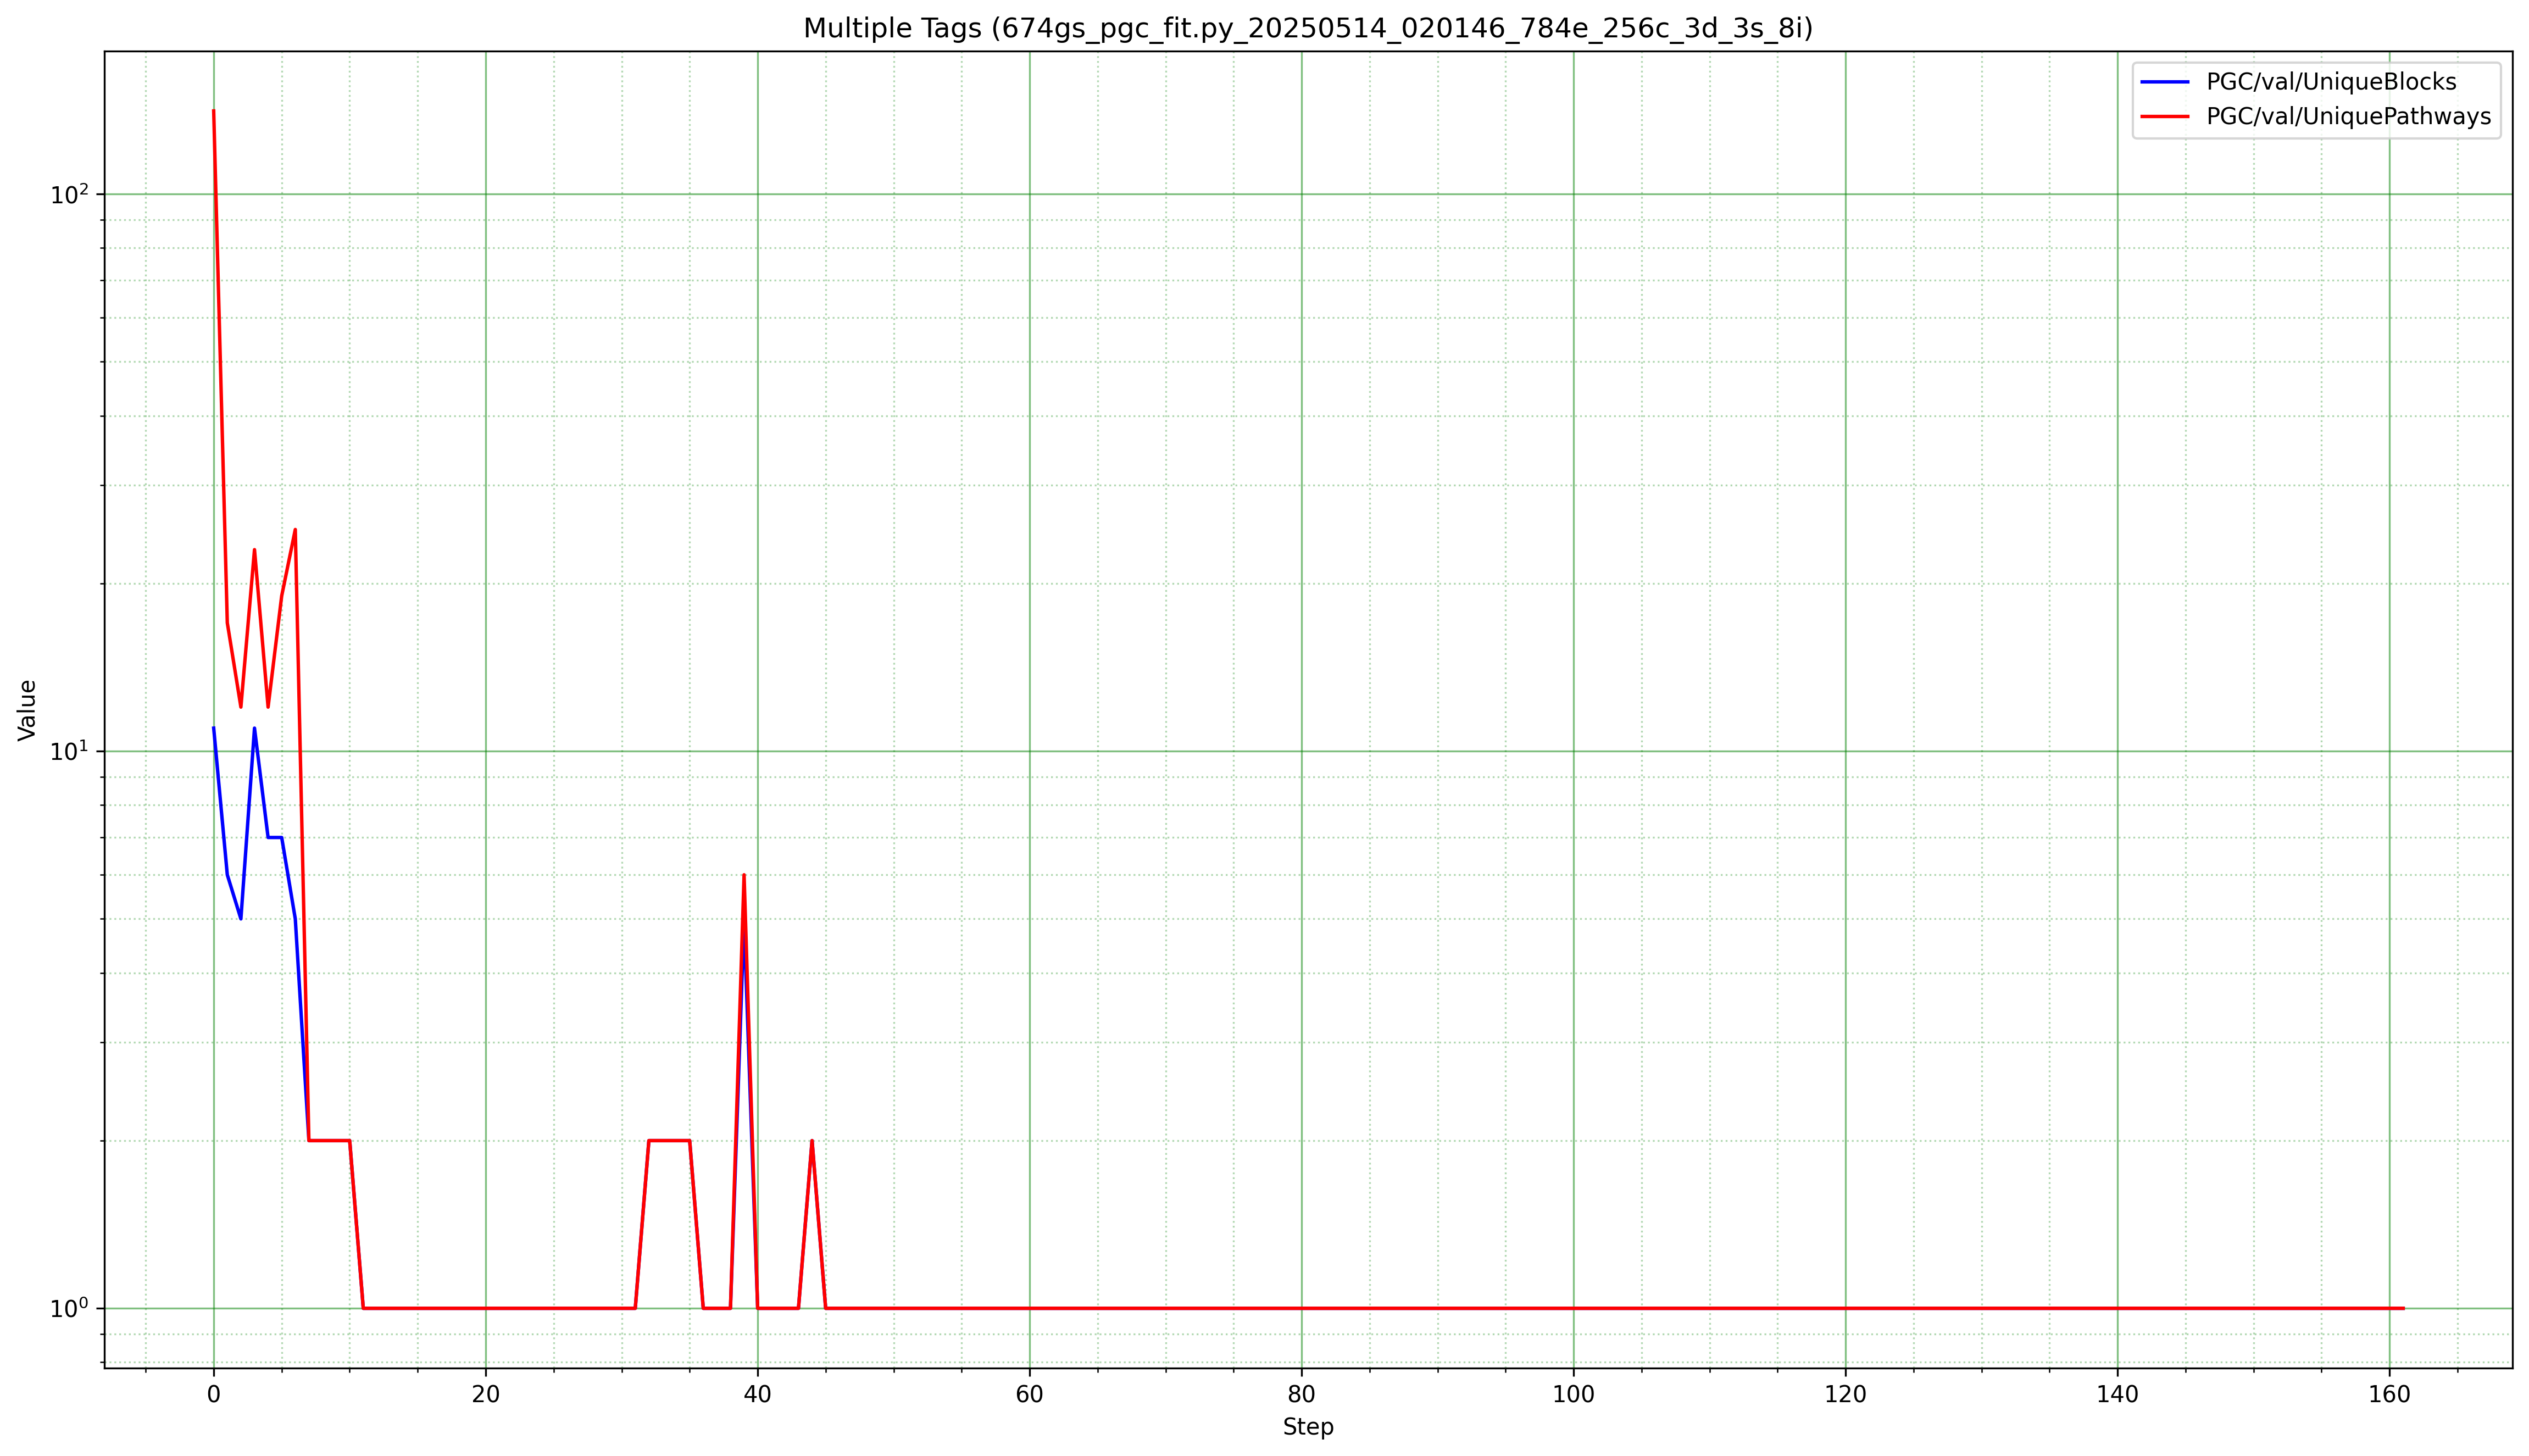 Multiple Tags (674gs_pgc_fit.py_20250514_020146_784e_256c_3d_3s_8i)
PGC/val/UniqueBlocks
PGC/val/UniquePathways
10²
10¹
10⁰
Value
0 20 40 60 80 100 120 140 160
Step